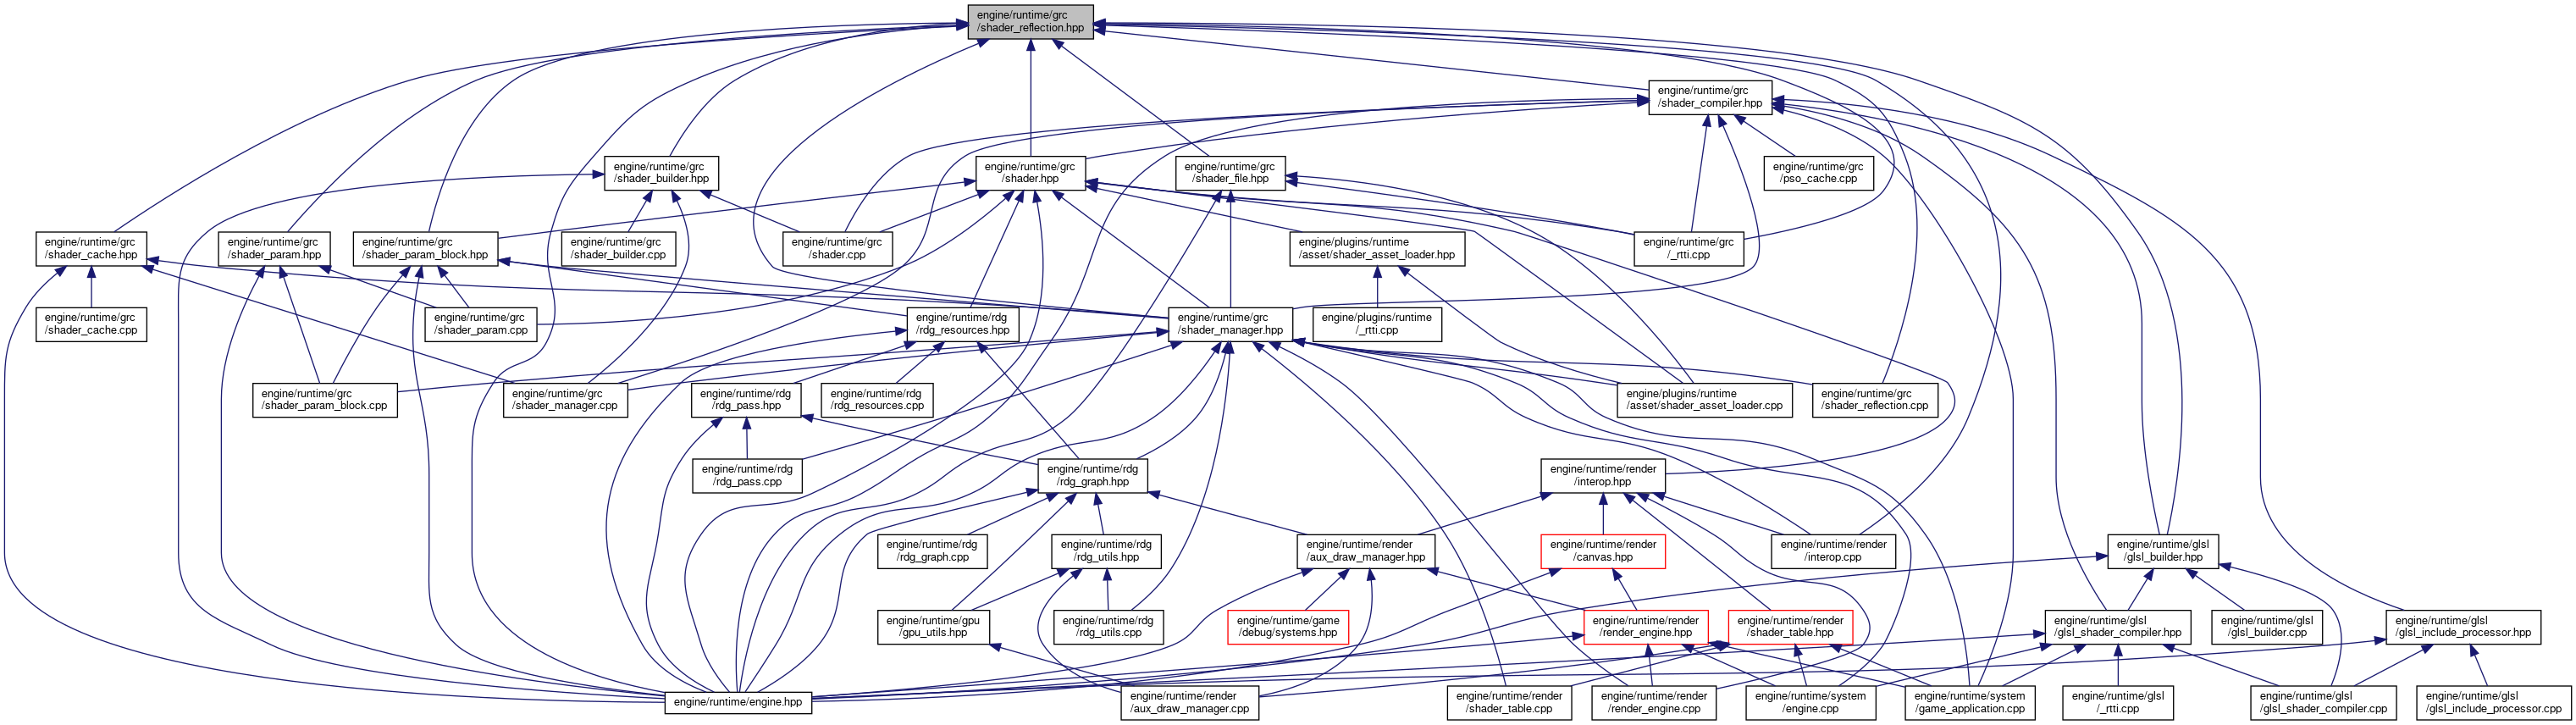 engine/runtime/grc
/shader_reflection.hpp
engine/runtime/grc
/shader_compiler.hpp
engine/runtime/grc
/shader_builder.hpp
engine/runtime/grc
/shader.hpp
engine/runtime/grc
/shader_file.hpp
engine/runtime/grc
/pso_cache.cpp
engine/runtime/grc
/shader_cache.hpp
engine/runtime/grc
/shader_param.hpp
engine/runtime/grc
/shader_param_block.hpp
engine/runtime/grc
/shader_builder.cpp
engine/runtime/grc
/shader.cpp
engine/plugins/runtime
/asset/shader_asset_loader.hpp
engine/runtime/grc
/_rtti.cpp
engine/runtime/grc
/shader_cache.cpp
engine/runtime/grc
/shader_param.cpp
engine/runtime/rdg
/rdg_resources.hpp
engine/runtime/grc
/shader_manager.hpp
engine/plugins/runtime
/_rtti.cpp
engine/runtime/grc
/shader_param_block.cpp
engine/runtime/grc
/shader_manager.cpp
engine/runtime/rdg
/rdg_pass.hpp
engine/runtime/rdg
/rdg_resources.cpp
engine/plugins/runtime
/asset/shader_asset_loader.cpp
engine/runtime/grc
/shader_reflection.cpp
engine/runtime/rdg
/rdg_pass.cpp
engine/runtime/rdg
/rdg_graph.hpp
engine/runtime/render
/interop.hpp
engine/runtime/rdg
/rdg_graph.cpp
engine/runtime/rdg
/rdg_utils.hpp
engine/runtime/render
/aux_draw_manager.hpp
engine/runtime/render
/canvas.hpp
engine/runtime/render
/interop.cpp
engine/runtime/glsl
/glsl_builder.hpp
engine/runtime/gpu
/gpu_utils.hpp
engine/runtime/rdg
/rdg_utils.cpp
engine/runtime/game
/debug/systems.hpp
engine/runtime/render
/render_engine.hpp
engine/runtime/render
/shader_table.hpp
engine/runtime/glsl
/glsl_shader_compiler.hpp
engine/runtime/glsl
/glsl_builder.cpp
engine/runtime/glsl
/glsl_include_processor.hpp
engine/runtime/engine.hpp
engine/runtime/render
/aux_draw_manager.cpp
engine/runtime/render
/shader_table.cpp
engine/runtime/render
/render_engine.cpp
engine/runtime/system
/engine.cpp
engine/runtime/system
/game_application.cpp
engine/runtime/glsl
/_rtti.cpp
engine/runtime/glsl
/glsl_shader_compiler.cpp
engine/runtime/glsl
/glsl_include_processor.cpp